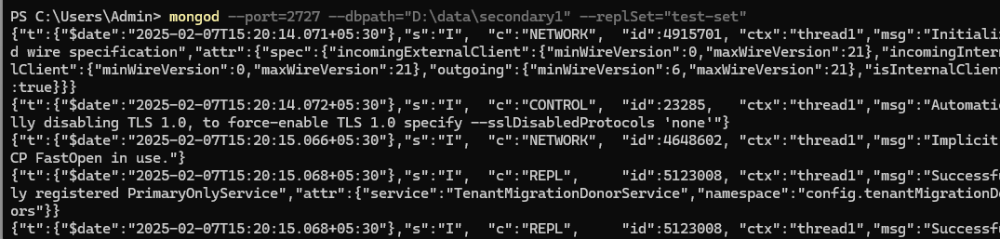 PS C:\Users\Admin> mongod --port=2727 --dbpath="D:\data\secondary1" --replSet="test-set"
{"t":{"$date":"2025-02-07T15:20:14.071+05:30"},"s":"I",  "c":"NETWORK",  "id":4915701, "ctx":"thread1","msg":"Initiali
d wire specification","attr":{"spec":{"incomingExternalClient":{"minWireVersion":0,"maxWireVersion":21},"incomingInter
lClient":{"minWireVersion":0,"maxWireVersion":21},"outgoing":{"minWireVersion":6,"maxWireVersion":21},"isInternalClien
:true}}}
{"t":{"$date":"2025-02-07T15:20:14.072+05:30"},"s":"I",  "c":"CONTROL",  "id":23285,   "ctx":"thread1","msg":"Automatic
lly disabling TLS 1.0, to force-enable TLS 1.0 specify --sslDisabledProtocols 'none'"}
{"t":{"$date":"2025-02-07T15:20:15.066+05:30"},"s":"I",  "c":"NETWORK",  "id":4648602, "ctx":"thread1","msg":"Implicit
CP FastOpen in use."}
{"t":{"$date":"2025-02-07T15:20:15.068+05:30"},"s":"I",  "c":"REPL",     "id":5123008, "ctx":"thread1","msg":"Successfu
ly registered PrimaryOnlyService","attr":{"service":"TenantMigrationDonorService","namespace":"config.tenantMigrationDo
ors"}}
{"t":{"$date":"2025-02-07T15:20:15.068+05:30"},"s":"I",  "c":"REPL",     "id":5123008, "ctx":"thread1","msg":"Successfu